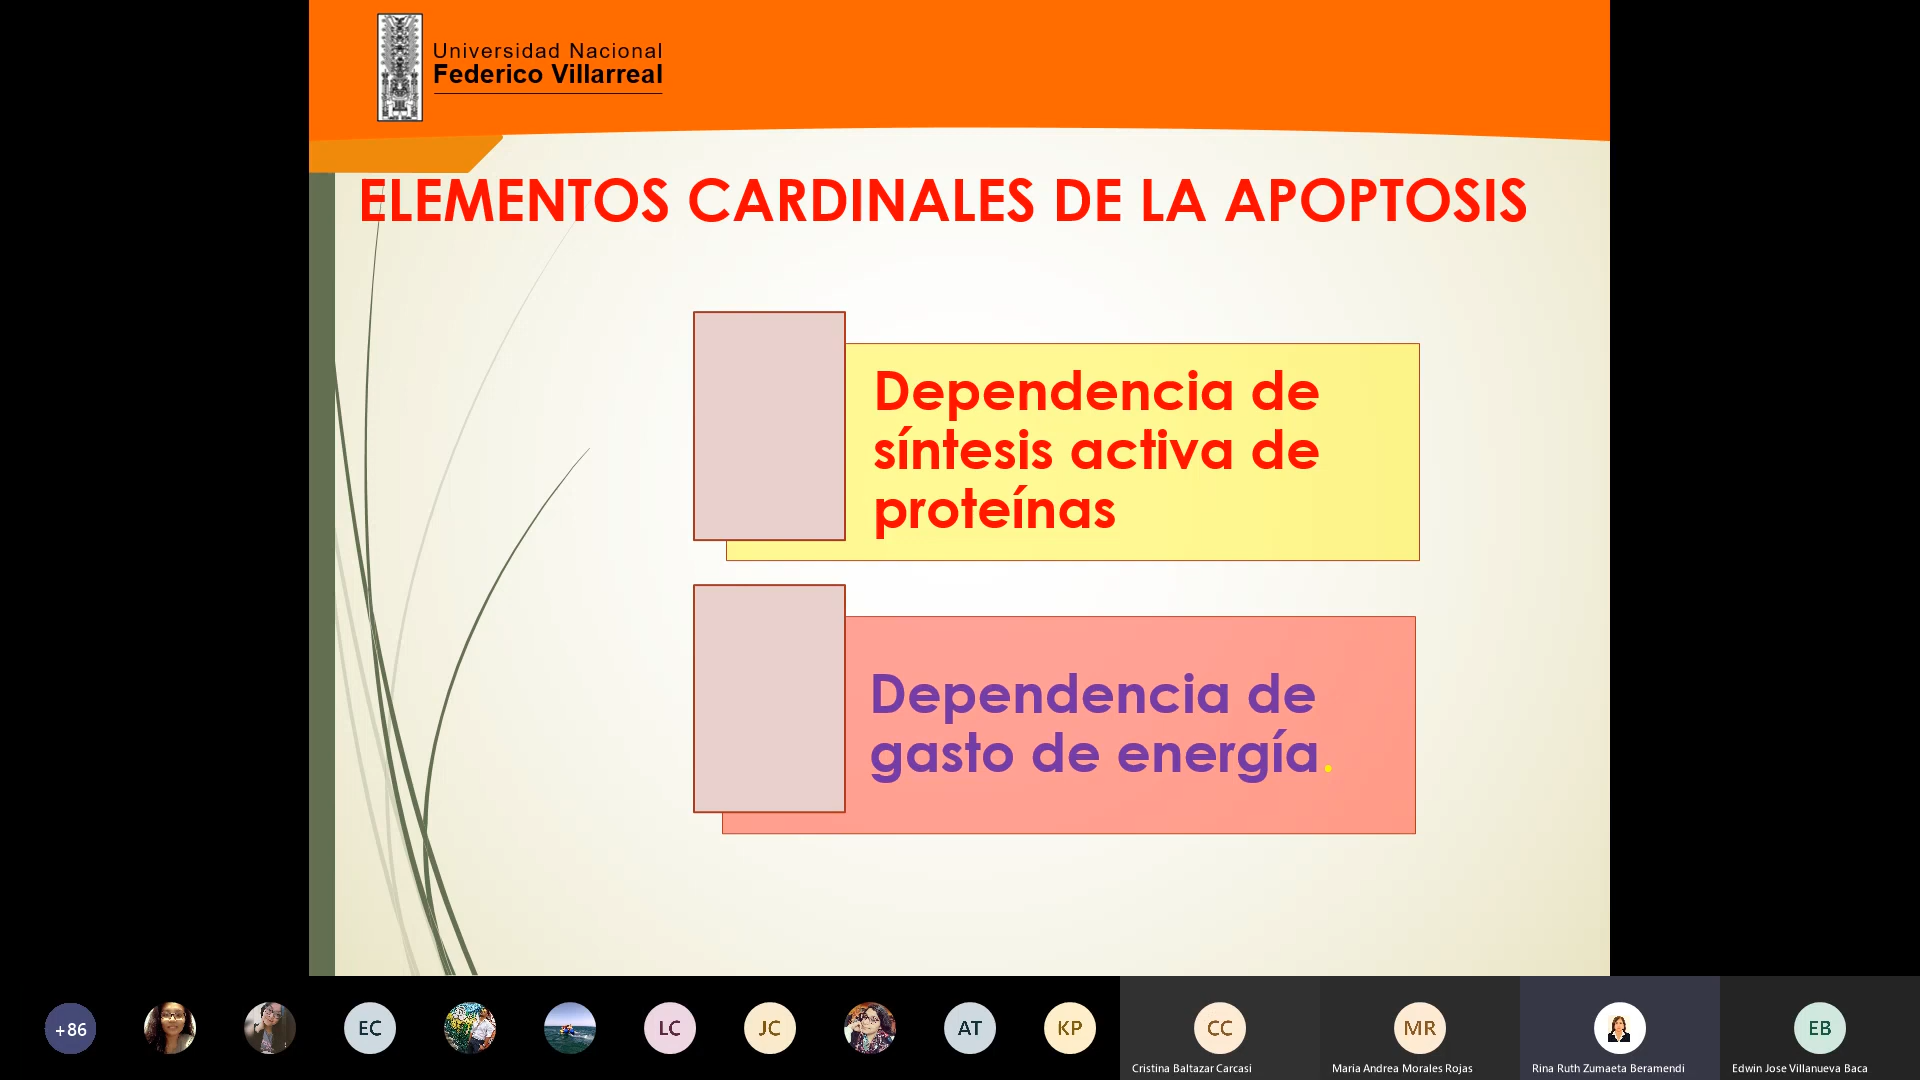 Universidad Nacional
Federico Villarreal
ELEMENTOS CARDINALES DE LA APOPTOSIS
Dependencia de
síntesis activa de
proteínas
Dependencia de
gasto de energía.
+86
EC
LC
JC
AT
KP
CC
MR
EB
Cristina Baltazar Carcasi
Maria Andrea Morales Rojas
Rina Ruth Zumaeta Beramendi
Edwin Jose Villanueva Baca